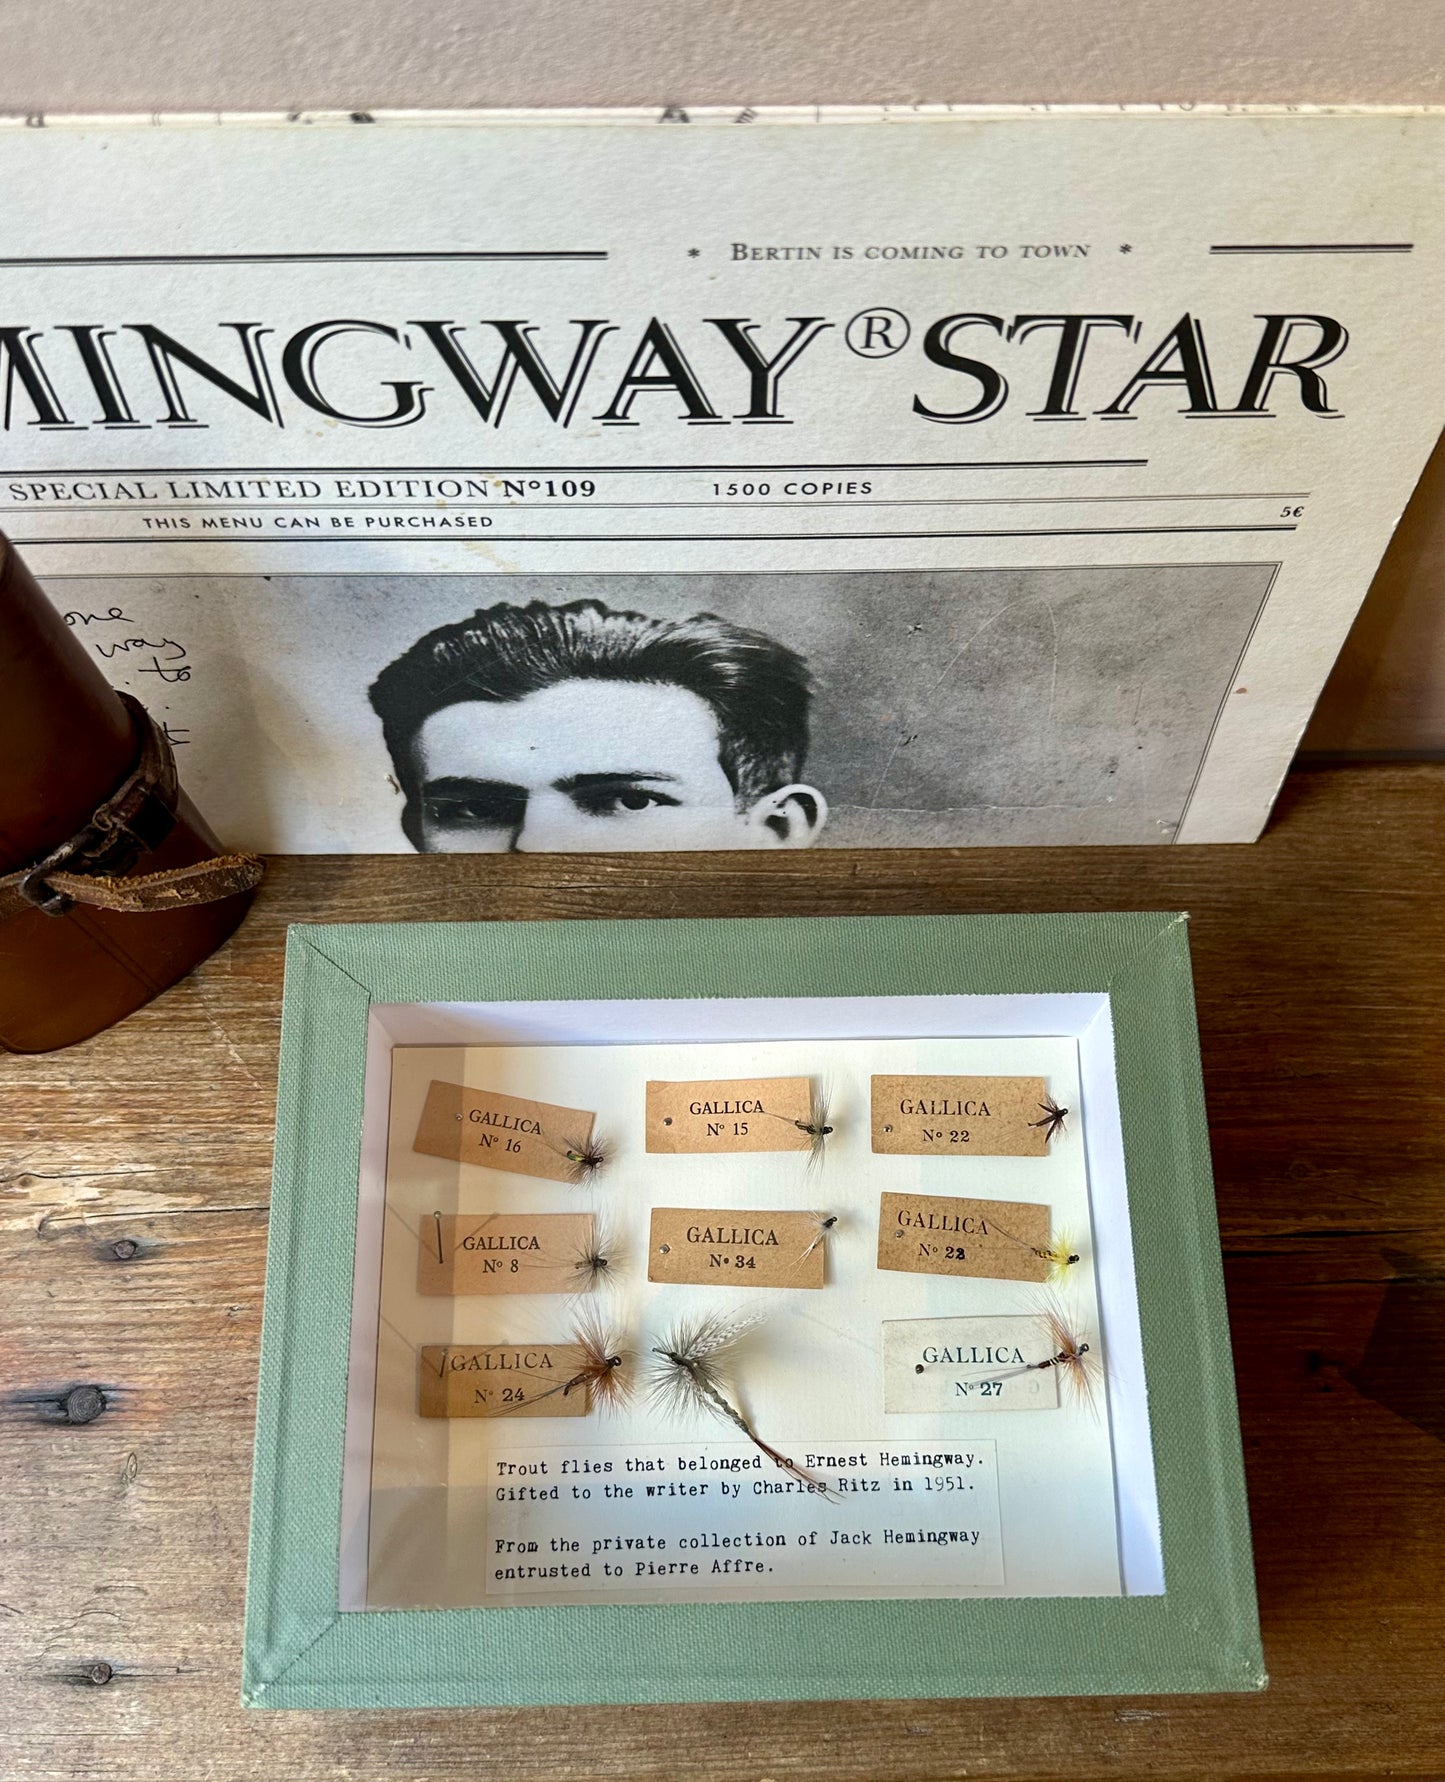 * BERTIN IS COMING TO TOWN *
MINGWAY® STAR
SPECIAL LIMITED EDITION N°109 1500 COPIES
THIS MENU CAN BE PURCHASED 5€
one
way
to
GALLICA
N° 16
GALLICA
N° 15
GALLICA
N° 22
GALLICA
N° 8
GALLICA
N° 34
GALLICA
GALLICA
N° 24
GALLICA
N° 27
Trout flies that belonged to Ernest Hemingway.
Gifted to the writer by Charles Ritz in 1951.
From the private collection of Jack Hemingway
entrusted to Pierre Affre.